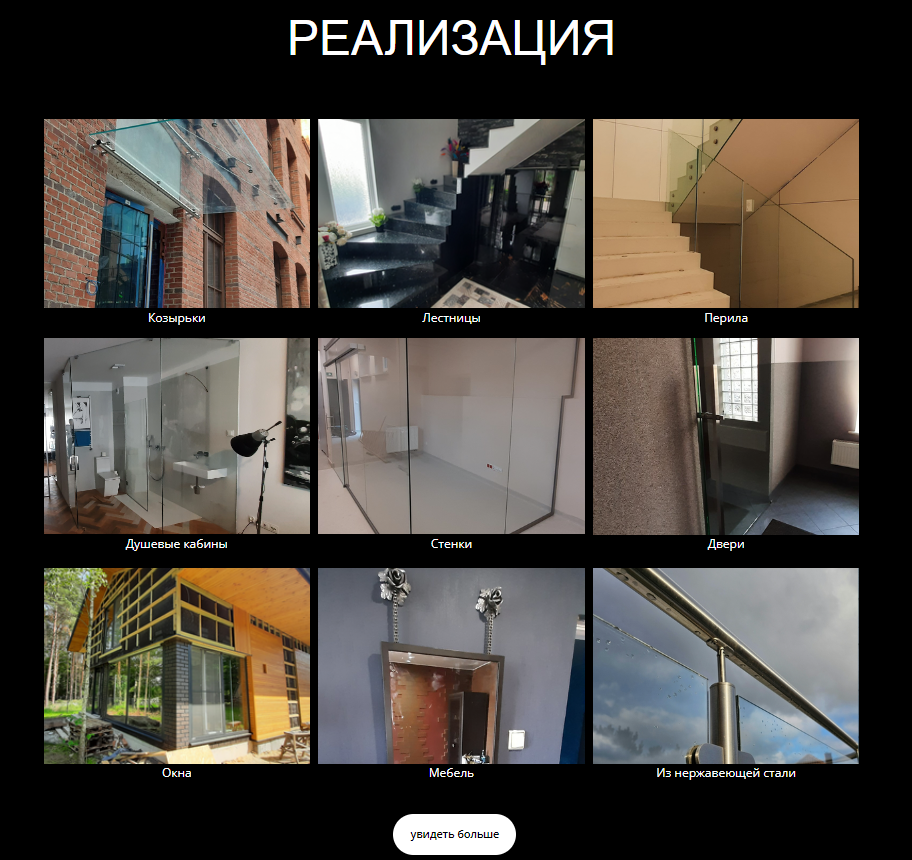 РЕАЛИЗАЦИЯ
Козырьки
Лестницы
Перила
Душевые кабины
Стенки
Двери
Окна
Мебель
Из нержавеющей стали
увидеть больше